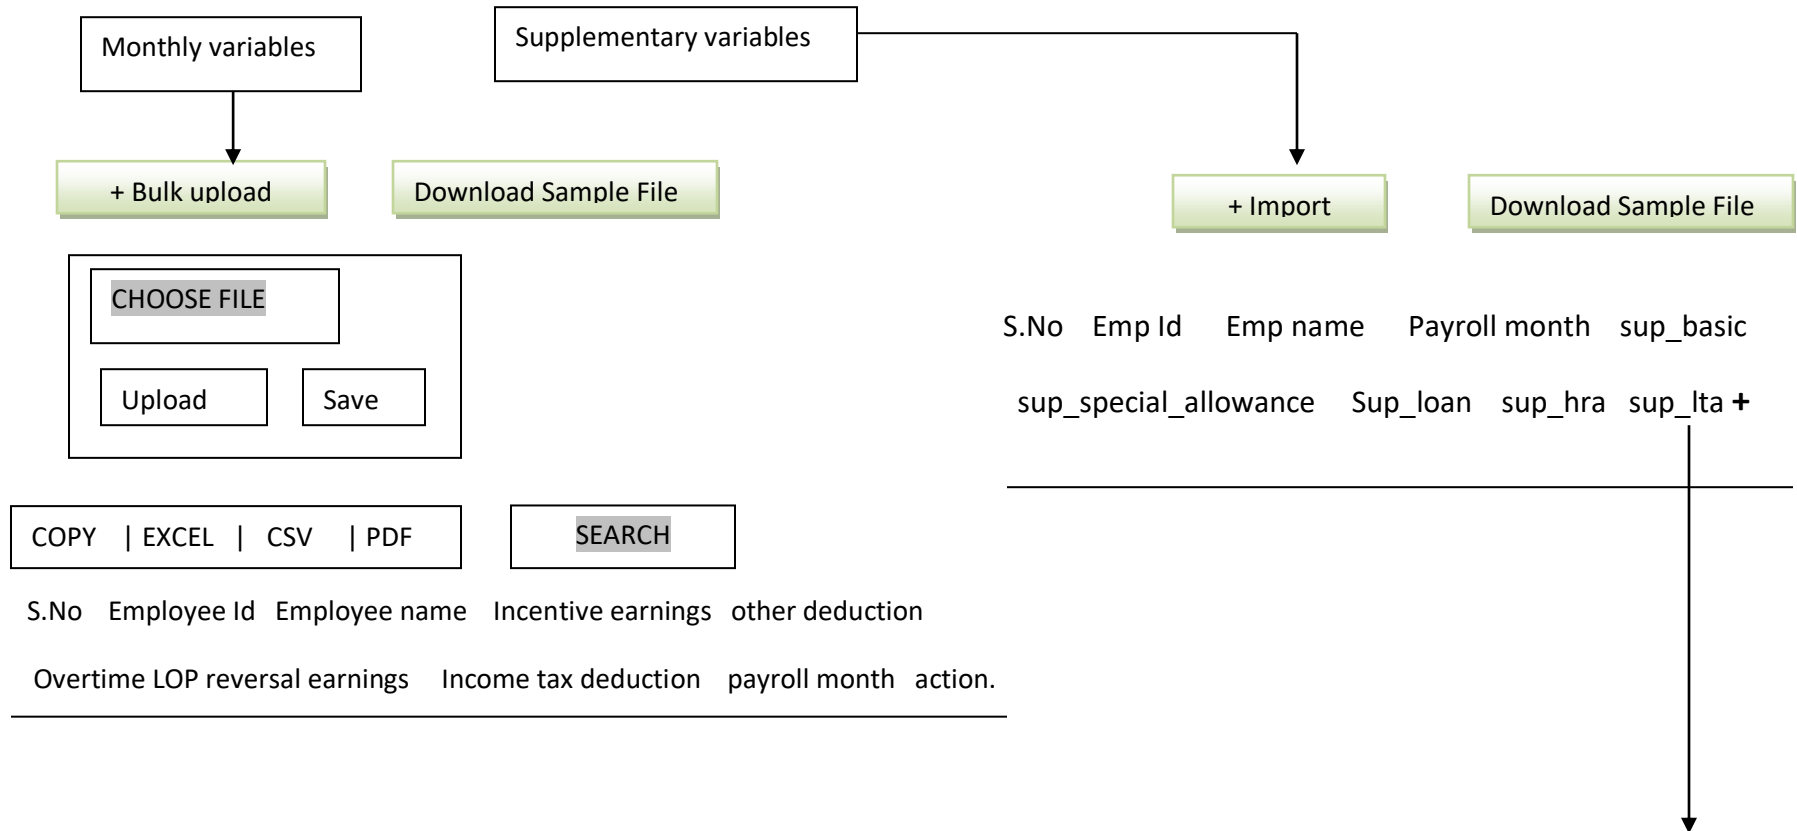 Monthly variables
Supplementary variables
+ Bulk upload
Download Sample File
+ Import
Download Sample File
CHOOSE FILE
Upload
Save
S.No Emp Id Emp name Payroll month sup_basic
sup_special_allowance Sup_loan sup_hra sup_lta +
COPY | EXCEL | CSV | PDF
SEARCH
S.No Employee Id Employee name Incentive earnings other deduction
Overtime LOP reversal earnings Income tax deduction payroll month action.